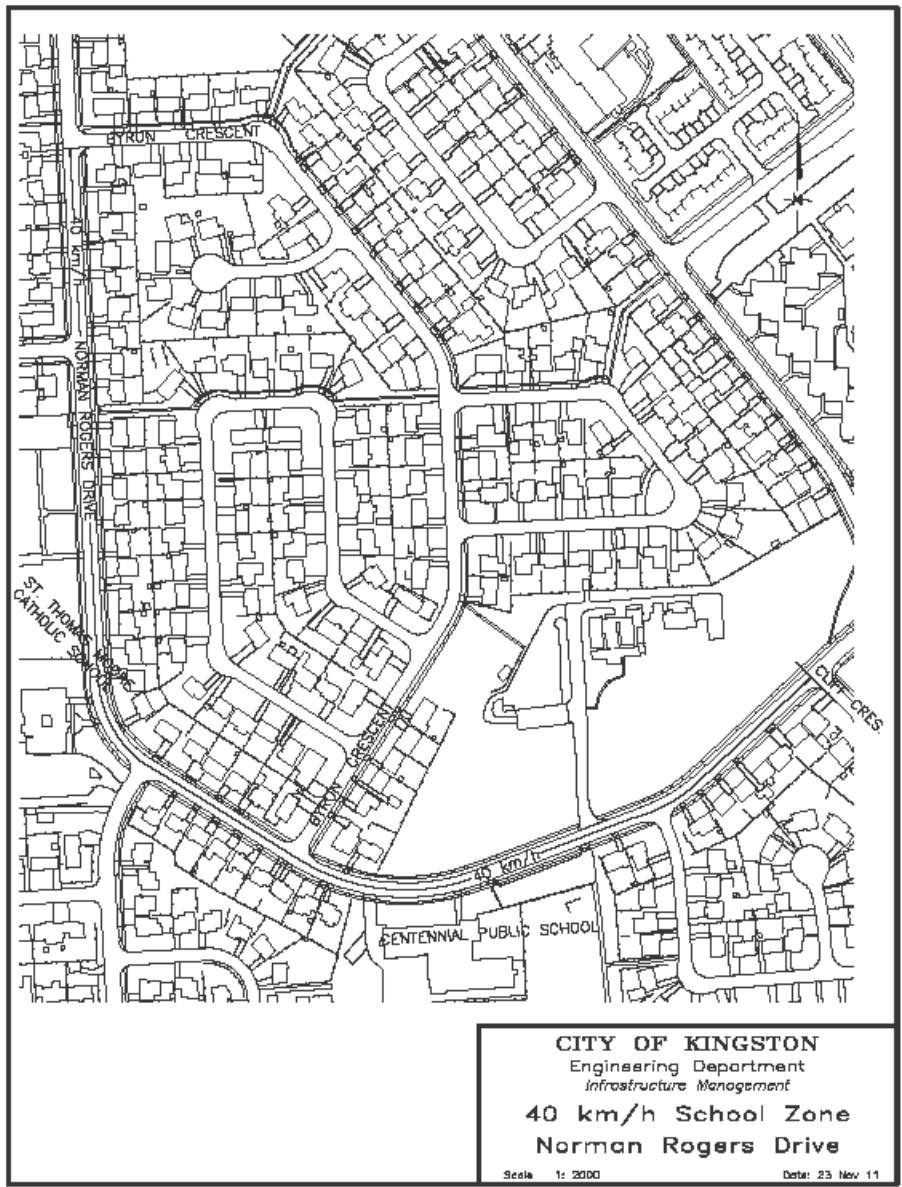 BYRON CRESCENT
40 km/h
NORMAN ROGERS DRIVE
ST. THOMAS MOORE
CATHOLIC SCHOOL
CLIFF CRES.
BYRON CRESCENT
40 km/h
CENTENNIAL PUBLIC SCHOOL
CITY OF KINGSTON
Engineering Department
Infrastructure Management
40 km/h School Zone
Norman Rogers Drive
Scale 1: 2000
Date: 23 Nov 11